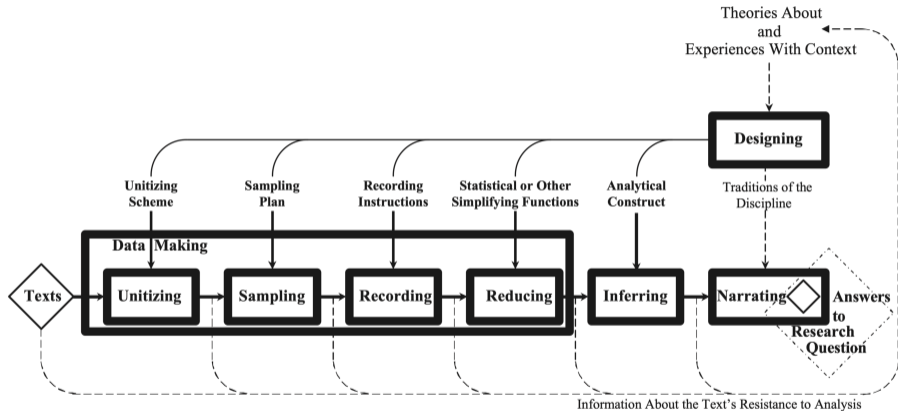 Theories About
and
Experiences With Context
Designing
Unitizing
Scheme
Sampling
Plan
Recording
Instructions
Statistical or Other
Simplifying Functions
Analytical
Construct
Traditions of the
Discipline
Data Making
Texts
Unitizing
Sampling
Recording
Reducing
Inferring
Narrating
Answers
to
Research
Question
Information About the Text's Resistance to Analysis